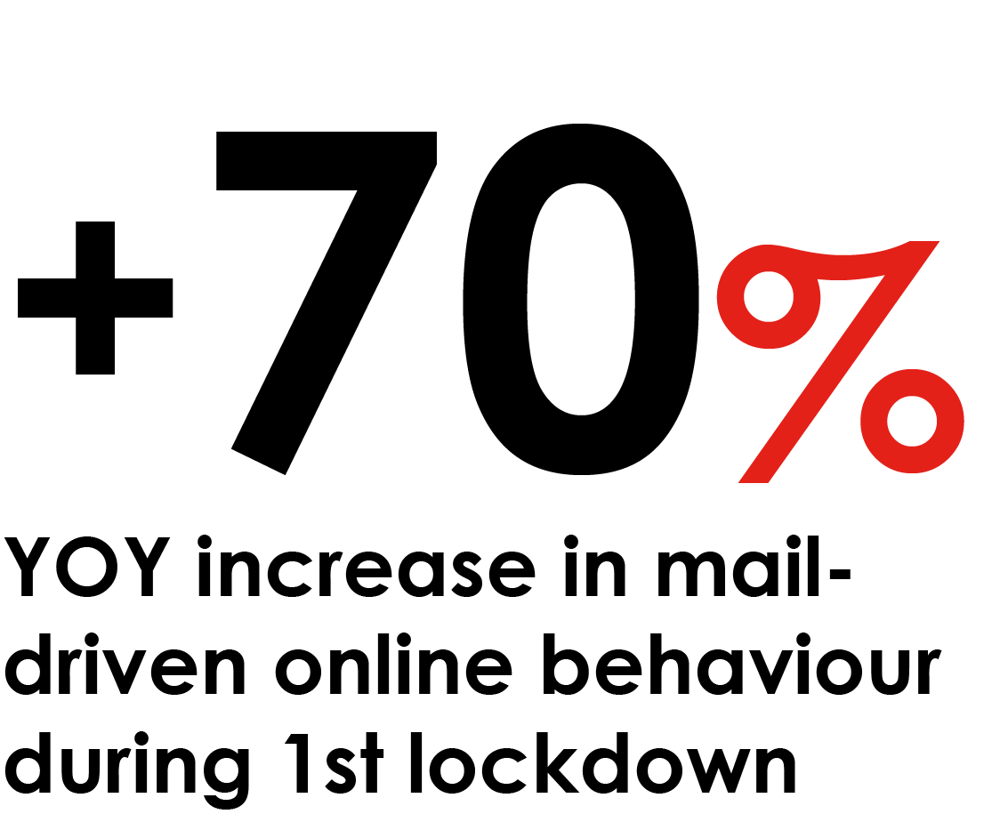 +70%
YOY increase in mail-
driven online behaviour
during 1st lockdown